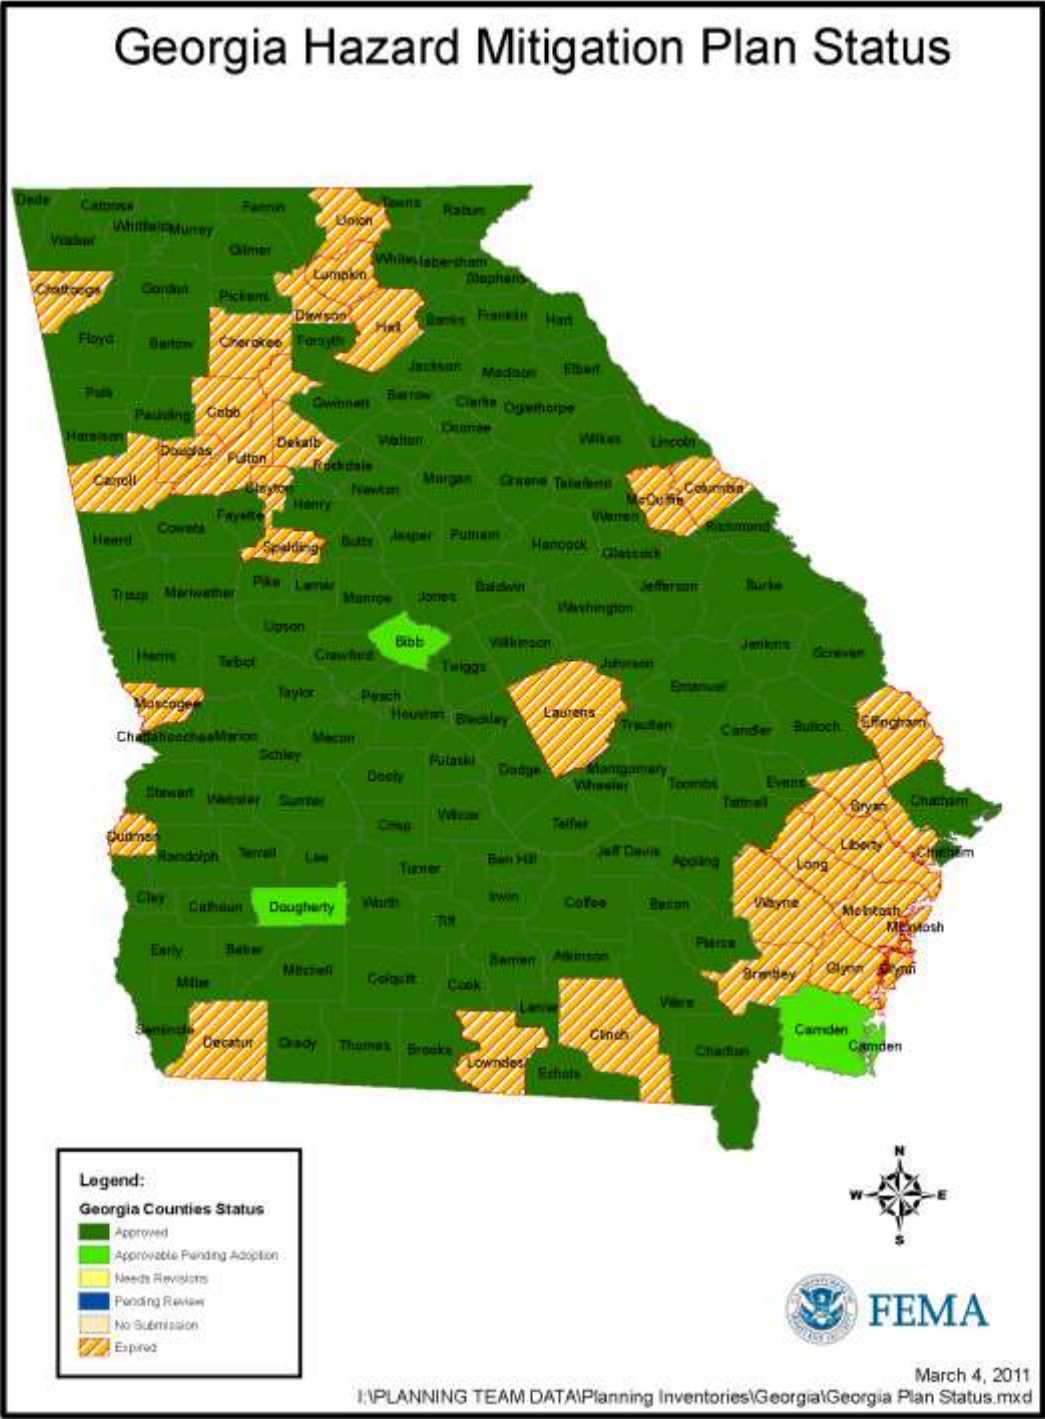 Georgia Hazard Mitigation Plan Status
Dade
Catoosa
Fannin
Union
Towns
Rabun
Walker
Whitfield
Murray
Gilmer
White
Habersham
Lumpkin
Stephens
Chattooga
Gordon
Pickens
Dawson
Hall
Banks
Franklin
Hart
Floyd
Bartow
Cherokee
Forsyth
Jackson
Madison
Elbert
Polk
Paulding
Cobb
Gwinnett
Barrow
Clarke
Oglethorpe
Oconee
Haralson
Douglas
Fulton
Dekalb
Walton
Wilkes
Lincoln
Carroll
Rockdale
Clayton
Newton
Morgan
Greene
Taliaferro
McDuffie
Columbia
Heard
Coweta
Fayette
Henry
Warren
Richmond
Spalding
Butts
Jasper
Putnam
Hancock
Glascock
Troup
Meriwether
Pike
Lamar
Monroe
Jones
Baldwin
Jefferson
Burke
Washington
Upson
Bibb
Wilkinson
Jenkins
Screven
Harris
Talbot
Crawford
Twiggs
Johnson
Emanuel
Muscogee
Taylor
Peach
Houston
Bleckley
Laurens
Treutlen
Candler
Bulloch
Effingham
Chattahoochee
Marion
Macon
Schley
Dooly
Pulaski
Dodge
Montgomery
Wheeler
Toombs
Evans
Tattnall
Bryan
Chatham
Stewart
Webster
Sumter
Crisp
Wilcox
Telfair
Quitman
Randolph
Terrell
Lee
Turner
Ben Hill
Jeff Davis
Appling
Long
Liberty
Chatham
Clay
Calhoun
Dougherty
Worth
Tift
Irwin
Coffee
Bacon
Wayne
McIntosh
McIntosh
Early
Baker
Mitchell
Colquitt
Berrien
Atkinson
Pierce
Miller
Cook
Brantley
Glynn
Glynn
Seminole
Decatur
Grady
Thomas
Brooks
Lowndes
Lanier
Echols
Clinch
Ware
Charlton
Camden
Camden
Legend:
Georgia Counties Status
Approved
Approvable Pending Adoption
Needs Revisions
Pending Review
No Submission
Expired
N
W
E
S
FEMA
March 4, 2011
I:\PLANNING TEAM DATA\Planning Inventories\Georgia\Georgia Plan Status.mxd